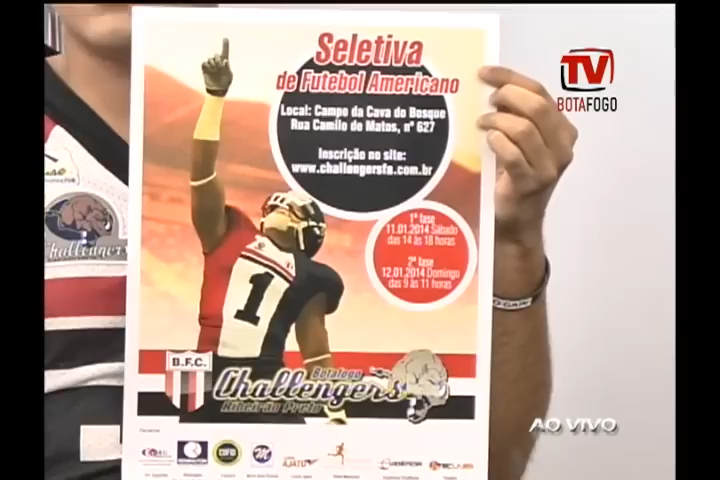 Seletiva
de Futebol Americano
Local: Campo da Cava do Bosque
Rua Camilo de Matos, nº 627
Inscrição no site:
www.challengersfa.com.br
1ª fase
11.01.2014 Sábado
das 14 às 18 horas
2ª fase
12.01.2014 Domingo
das 9 às 11 horas
1
B.F.C.
Botafogo
Challengers
Ribeirão Preto
TV
BOTAFOGO
Challengers
AO VIVO